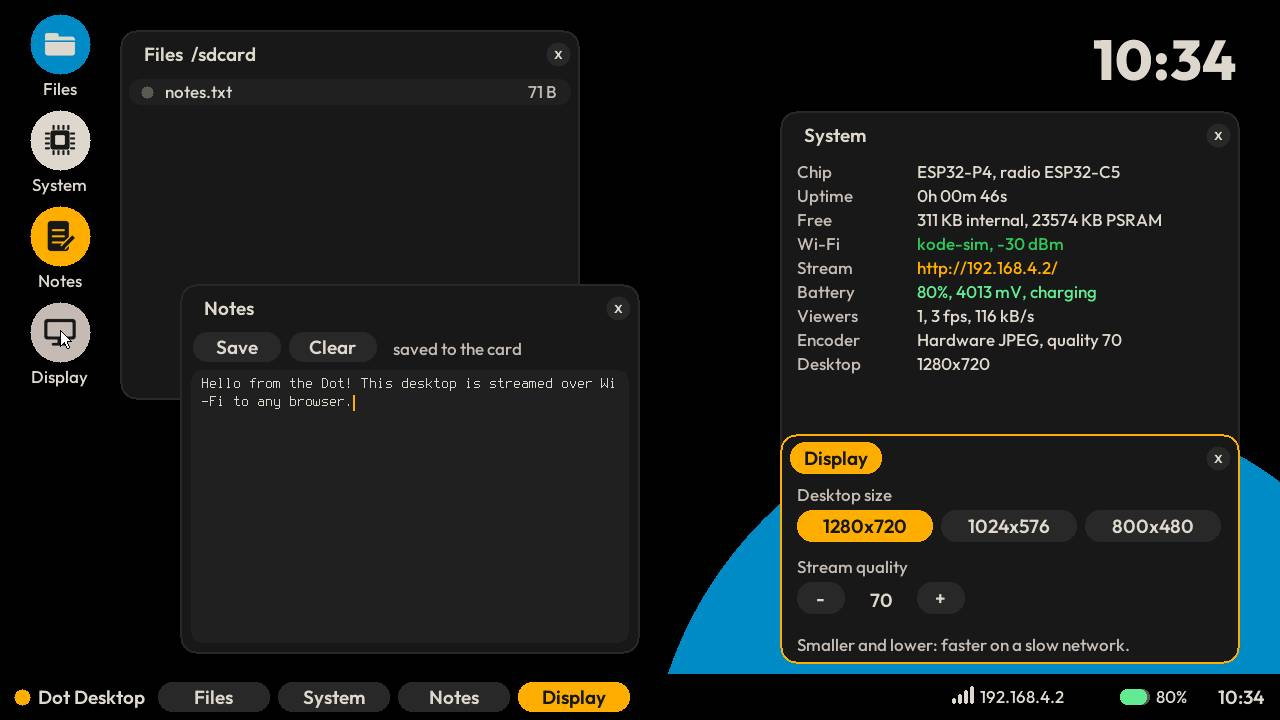 Files
System
Notes
Display
Files /sdcard
x
notes.txt 71 B
10:34
System
x
Chip ESP32-P4, radio ESP32-C5
Uptime 0h 00m 46s
Free 311 KB internal, 23574 KB PSRAM
Wi-Fi kode-sim, -30 dBm
Stream http://192.168.4.2/
Battery 80%, 4013 mV, charging
Viewers 1, 3 fps, 116 kB/s
Encoder Hardware JPEG, quality 70
Desktop 1280x720
Notes
x
Save Clear saved to the card
Hello from the Dot! This desktop is streamed over Wi
-Fi to any browser.
Display
x
Desktop size
1280x720 1024x576 800x480
Stream quality
- 70 +
Smaller and lower: faster on a slow network.
Dot Desktop Files System Notes Display 192.168.4.2 80% 10:34